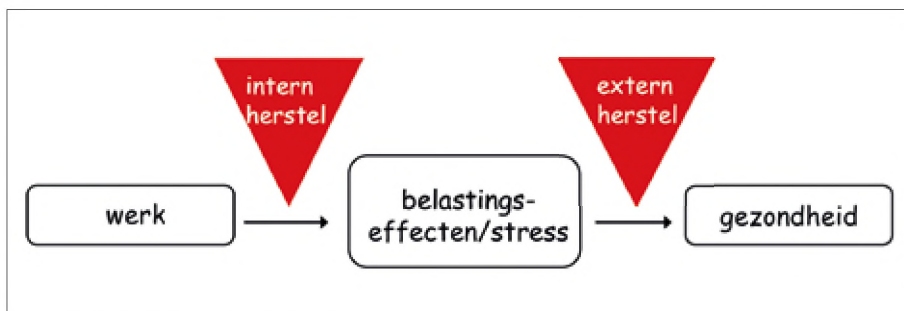 intern
herstel
extern
herstel
werk
belastings-
effecten/stress
gezondheid